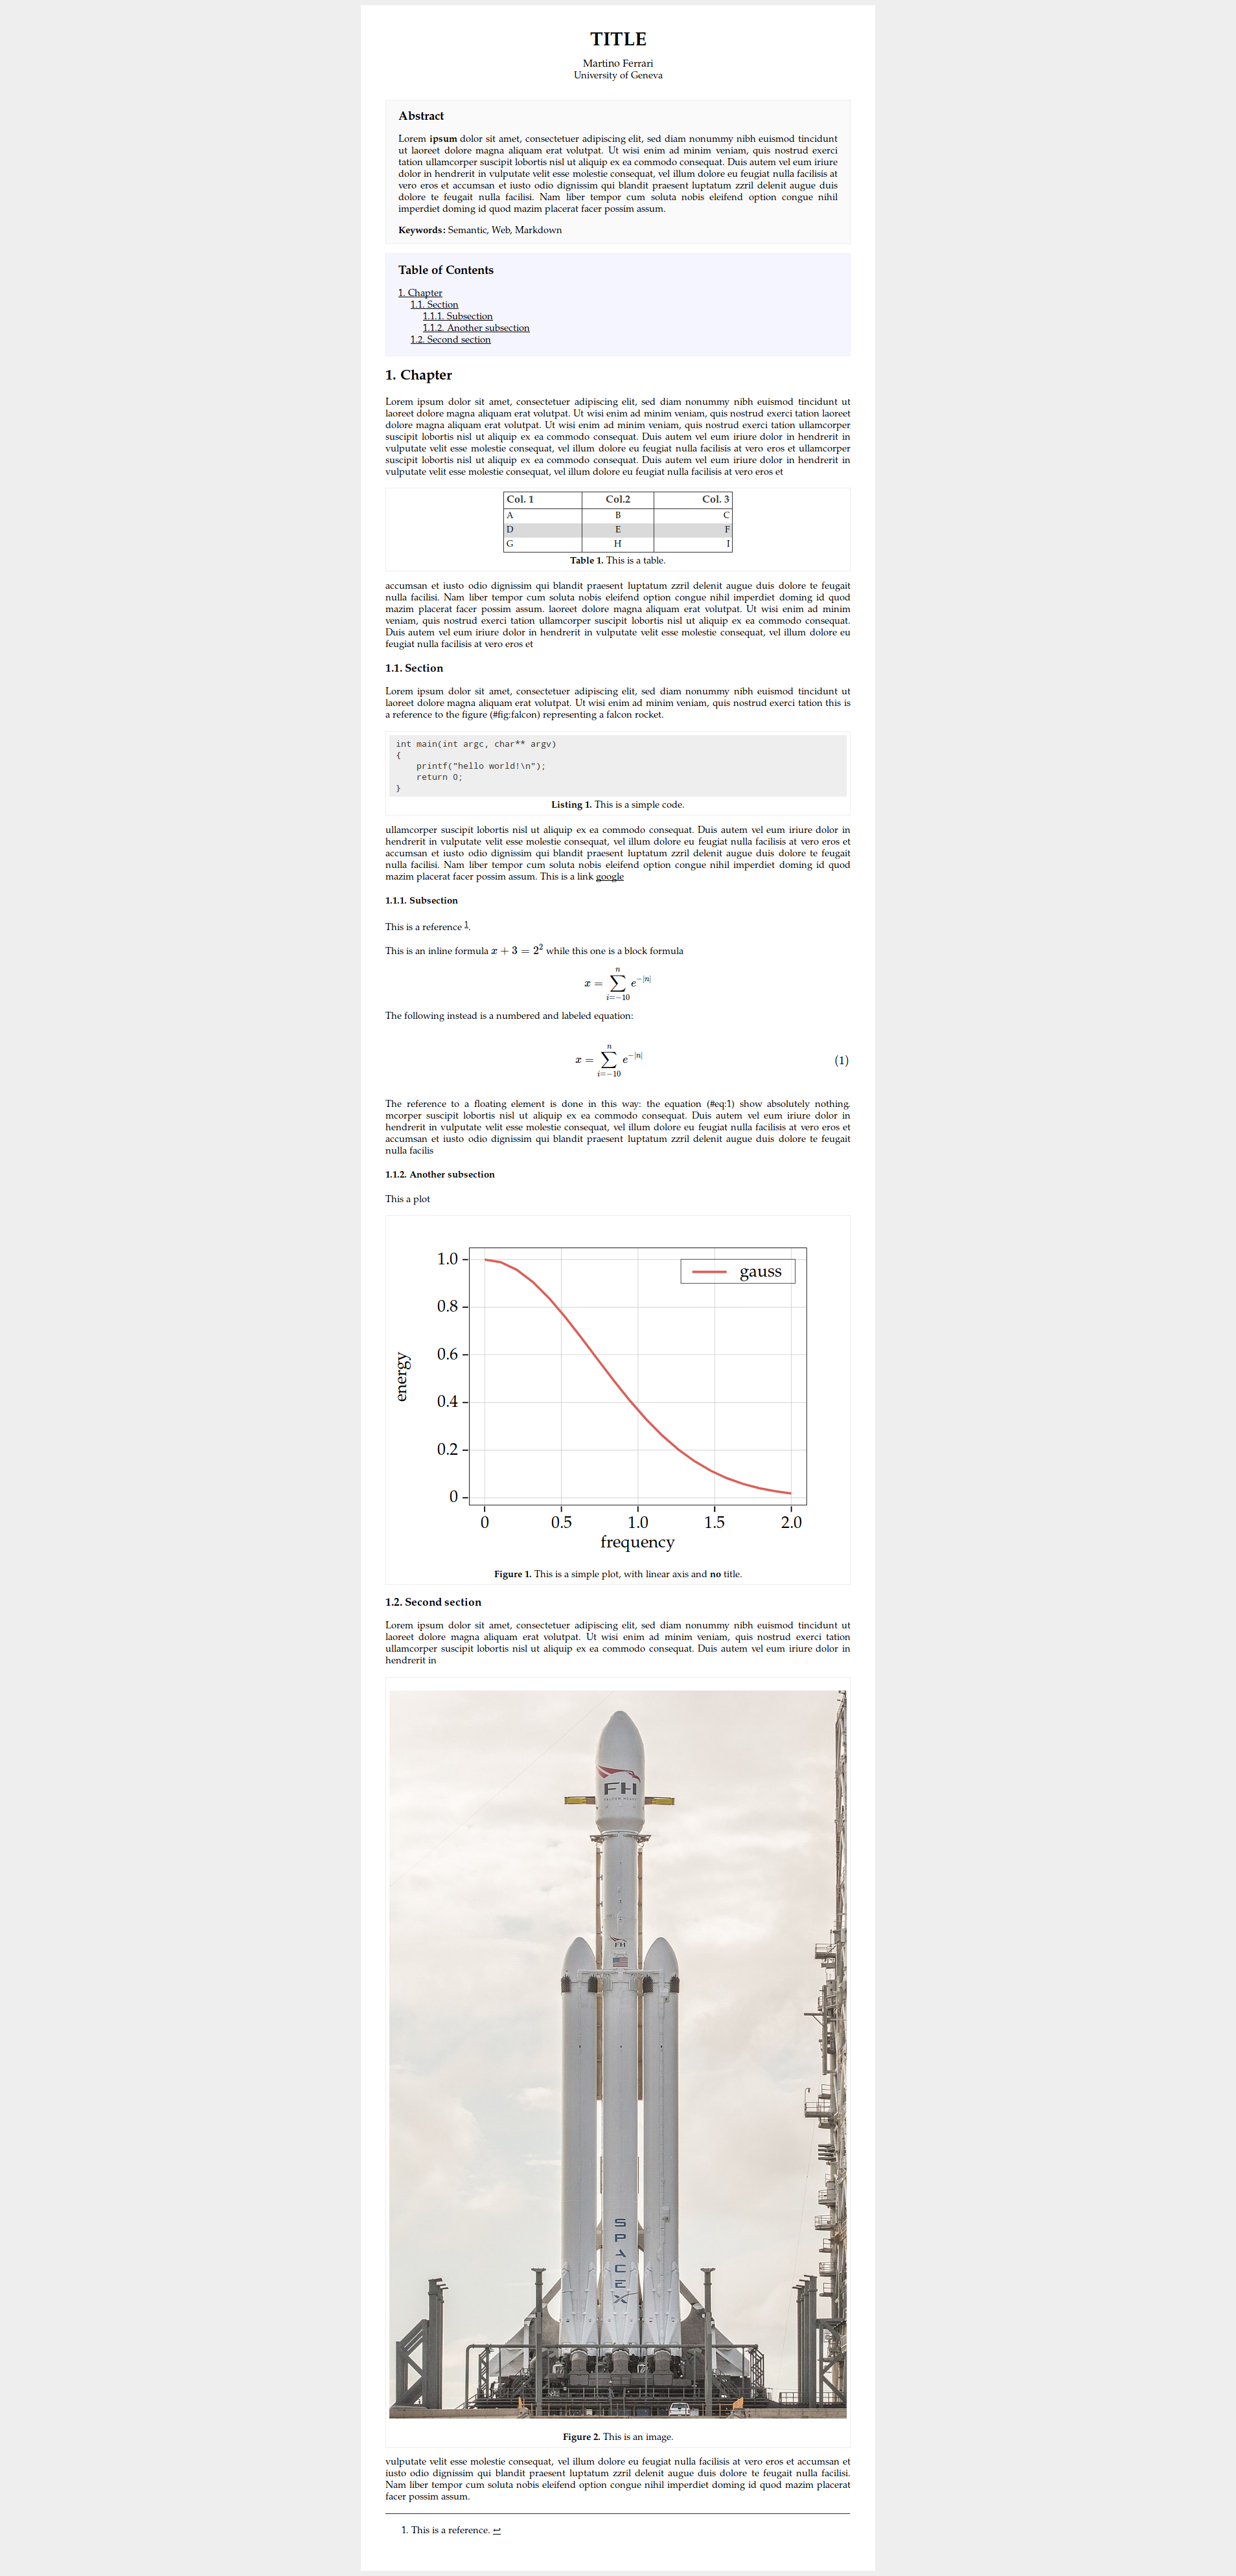 TITLE
Martino Ferrari
University of Geneva
Abstract
Lorem ipsum dolor sit amet, consectetuer adipiscing elit, sed diam nonummy nibh euismod tincidunt
ut laoreet dolore magna aliquam erat volutpat. Ut wisi enim ad minim veniam, quis nostrud exerci
tation ullamcorper suscipit lobortis nisl ut aliquip ex ea commodo consequat. Duis autem vel eum iriure
dolor in hendrerit in vulputate velit esse molestie consequat, vel illum dolore eu feugiat nulla facilisis at
vero eros et accumsan et iusto odio dignissim qui blandit praesent luptatum zzril delenit augue duis
dolore te feugait nulla facilisi. Nam liber tempor cum soluta nobis eleifend option congue nihil
imperdiet doming id quod mazim placerat facer possim assum.
Keywords: Semantic, Web, Markdown
Table of Contents
1. Chapter
1.1. Section
1.1.1. Subsection
1.1.2. Another subsection
1.2. Second section
1. Chapter
Lorem ipsum dolor sit amet, consectetuer adipiscing elit, sed diam nonummy nibh euismod tincidunt ut
laoreet dolore magna aliquam erat volutpat. Ut wisi enim ad minim veniam, quis nostrud exerci tation laoreet
dolore magna aliquam erat volutpat. Ut wisi enim ad minim veniam, quis nostrud exerci tation ullamcorper
suscipit lobortis nisl ut aliquip ex ea commodo consequat. Duis autem vel eum iriure dolor in hendrerit in
vulputate velit esse molestie consequat, vel illum dolore eu feugiat nulla facilisis at vero eros et ullamcorper
suscipit lobortis nisl ut aliquip ex ea commodo consequat. Duis autem vel eum iriure dolor in hendrerit in
vulputate velit esse molestie consequat, vel illum dolore eu feugiat nulla facilisis at vero eros et
Col. 1 Col.2 Col. 3
A B C
D E F
G H I
Table 1. This is a table.
accumsan et iusto odio dignissim qui blandit praesent luptatum zzril delenit augue duis dolore te feugait
nulla facilisi. Nam liber tempor cum soluta nobis eleifend option congue nihil imperdiet doming id quod
mazim placerat facer possim assum. laoreet dolore magna aliquam erat volutpat. Ut wisi enim ad minim
veniam, quis nostrud exerci tation ullamcorper suscipit lobortis nisl ut aliquip ex ea commodo consequat.
Duis autem vel eum iriure dolor in hendrerit in vulputate velit esse molestie consequat, vel illum dolore eu
feugiat nulla facilisis at vero eros et
1.1. Section
Lorem ipsum dolor sit amet, consectetuer adipiscing elit, sed diam nonummy nibh euismod tincidunt ut
laoreet dolore magna aliquam erat volutpat. Ut wisi enim ad minim veniam, quis nostrud exerci tation this is
a reference to the figure (#fig:falcon) representing a falcon rocket.
int main(int argc, char** argv)
{
    printf("hello world!\n");
    return 0;
}
Listing 1. This is a simple code.
ullamcorper suscipit lobortis nisl ut aliquip ex ea commodo consequat. Duis autem vel eum iriure dolor in
hendrerit in vulputate velit esse molestie consequat, vel illum dolore eu feugiat nulla facilisis at vero eros et
accumsan et iusto odio dignissim qui blandit praesent luptatum zzril delenit augue duis dolore te feugait
nulla facilisi. Nam liber tempor cum soluta nobis eleifend option congue nihil imperdiet doming id quod
mazim placerat facer possim assum. This is a link google
1.1.1. Subsection
This is a reference 1.
This is an inline formula x + 3 = 2² while this one is a block formula
x = ∑_{i=−10}^{n} e^{−|n|}
The following instead is a numbered and labeled equation:
x = ∑_{i=−10}^{n} e^{−|n|} (1)
The reference to a floating element is done in this way: the equation (#eq:1) show absolutely nothing.
mcorper suscipit lobortis nisl ut aliquip ex ea commodo consequat. Duis autem vel eum iriure dolor in
hendrerit in vulputate velit esse molestie consequat, vel illum dolore eu feugiat nulla facilisis at vero eros et
accumsan et iusto odio dignissim qui blandit praesent luptatum zzril delenit augue duis dolore te feugait
nulla facilis
1.1.2. Another subsection
This a plot
1.0
0.8
0.6
0.4
0.2
0
energy
gauss
0 0.5 1.0 1.5 2.0
frequency
Figure 1. This is a simple plot, with linear axis and no title.
1.2. Second section
Lorem ipsum dolor sit amet, consectetuer adipiscing elit, sed diam nonummy nibh euismod tincidunt ut
laoreet dolore magna aliquam erat volutpat. Ut wisi enim ad minim veniam, quis nostrud exerci tation
ullamcorper suscipit lobortis nisl ut aliquip ex ea commodo consequat. Duis autem vel eum iriure dolor in
hendrerit in
FH
FALCON HEAVY
FH
SPACEX
Figure 2. This is an image.
vulputate velit esse molestie consequat, vel illum dolore eu feugiat nulla facilisis at vero eros et accumsan et
iusto odio dignissim qui blandit praesent luptatum zzril delenit augue duis dolore te feugait nulla facilisi.
Nam liber tempor cum soluta nobis eleifend option congue nihil imperdiet doming id quod mazim placerat
facer possim assum.
1. This is a reference. ↩